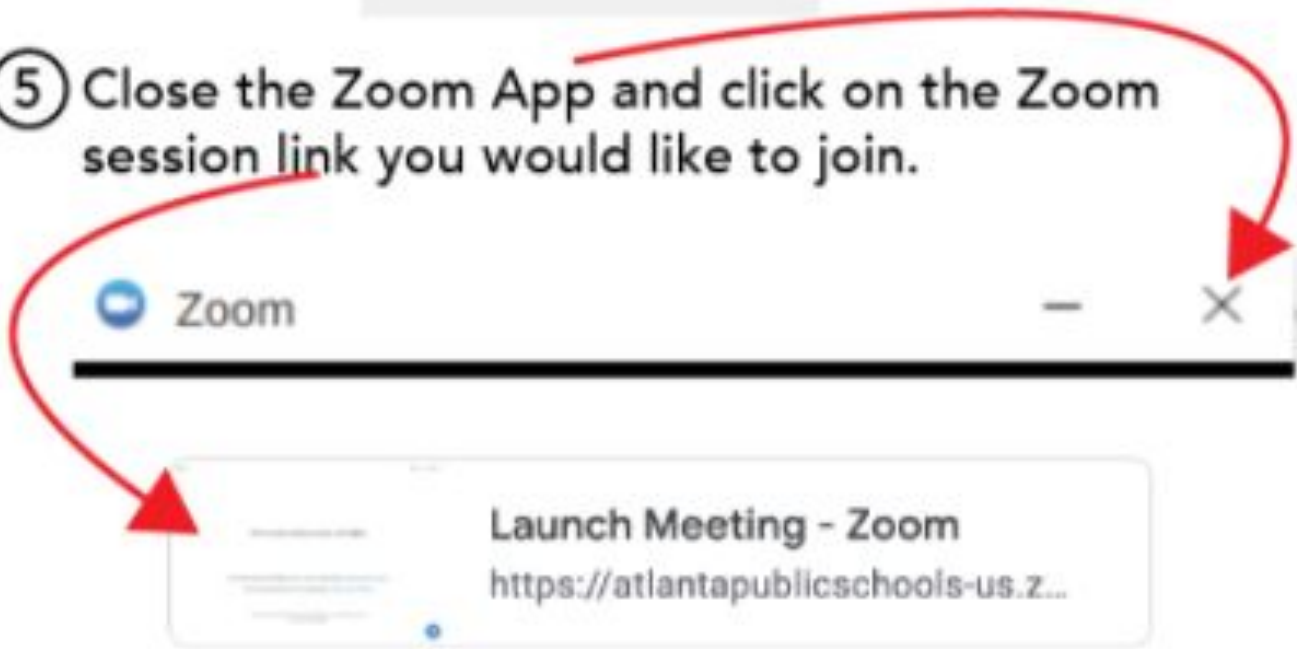 5 Close the Zoom App and click on the Zoom
session link you would like to join.
Zoom
Launch Meeting - Zoom
https://atlantapublicschools-us.z...